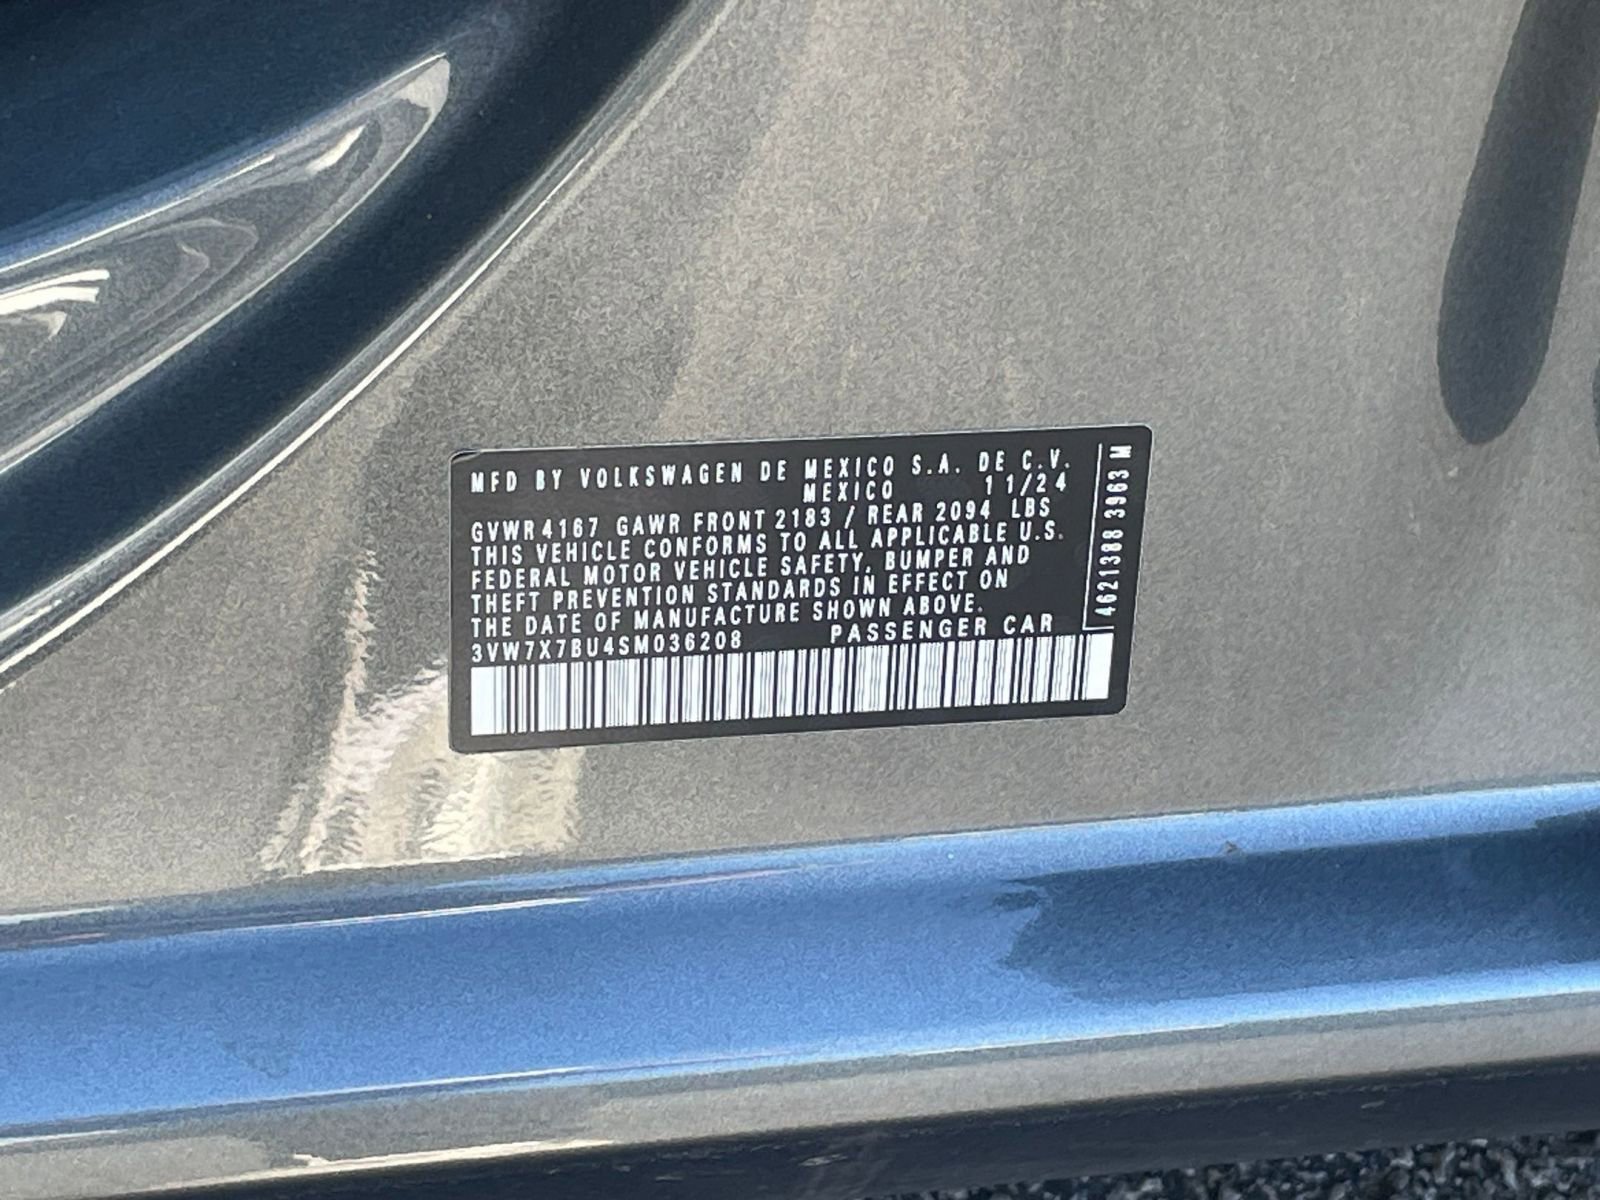 MFD BY VOLKSWAGEN DE MEXICO S.A. DE C.V.
MEXICO 11/24
GVWR 4167 GAWR FRONT 2183 / REAR 2094 LBS
THIS VEHICLE CONFORMS TO ALL APPLICABLE U.S.
FEDERAL MOTOR VEHICLE SAFETY, BUMPER AND
THEFT PREVENTION STANDARDS IN EFFECT ON
THE DATE OF MANUFACTURE SHOWN ABOVE.
3VW7X7BU4SM036208 PASSENGER CAR
4621388 3963 M